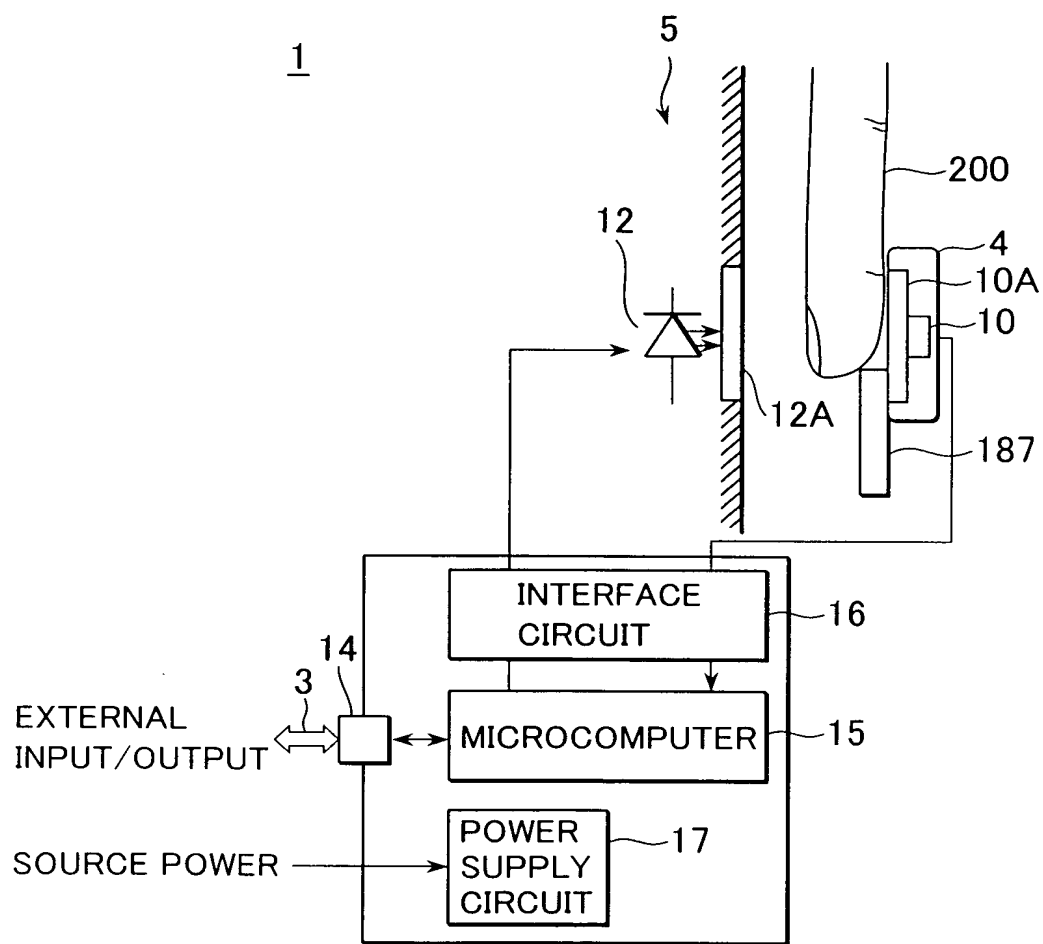 1
5
200
12
4
10A
10
12A
187
INTERFACE
CIRCUIT
16
14
3
EXTERNAL
INPUT/OUTPUT
MICROCOMPUTER
15
SOURCE POWER
POWER
SUPPLY
CIRCUIT
17